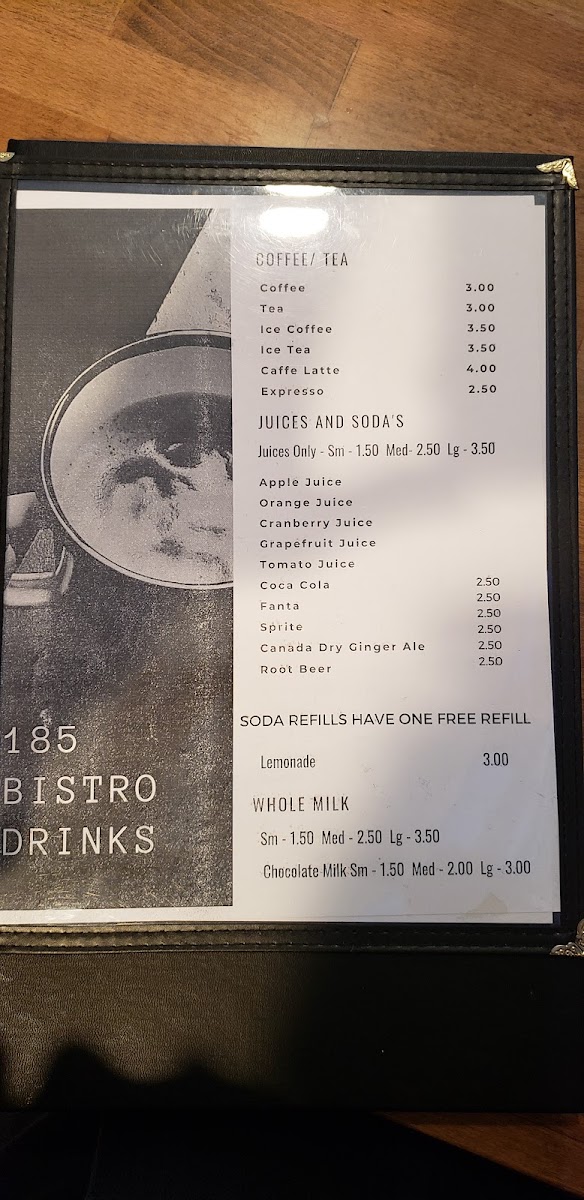 COFFEE/ TEA
Coffee 3.00
Tea 3.00
Ice Coffee 3.50
Ice Tea 3.50
Caffe Latte 4.00
Expresso 2.50
JUICES AND SODA'S
Juices Only - Sm - 1.50 Med- 2.50 Lg - 3.50
Apple Juice
Orange Juice
Cranberry Juice
Grapefruit Juice
Tomato Juice
Coca Cola 2.50
Fanta 2.50
Sprite 2.50
Canada Dry Ginger Ale 2.50
Root Beer 2.50
2.50
SODA REFILLS HAVE ONE FREE REFILL
Lemonade 3.00
WHOLE MILK
Sm - 1.50 Med - 2.50 Lg - 3.50
Chocolate Milk Sm - 1.50 Med - 2.00 Lg - 3.00
185
BISTRO
DRINKS